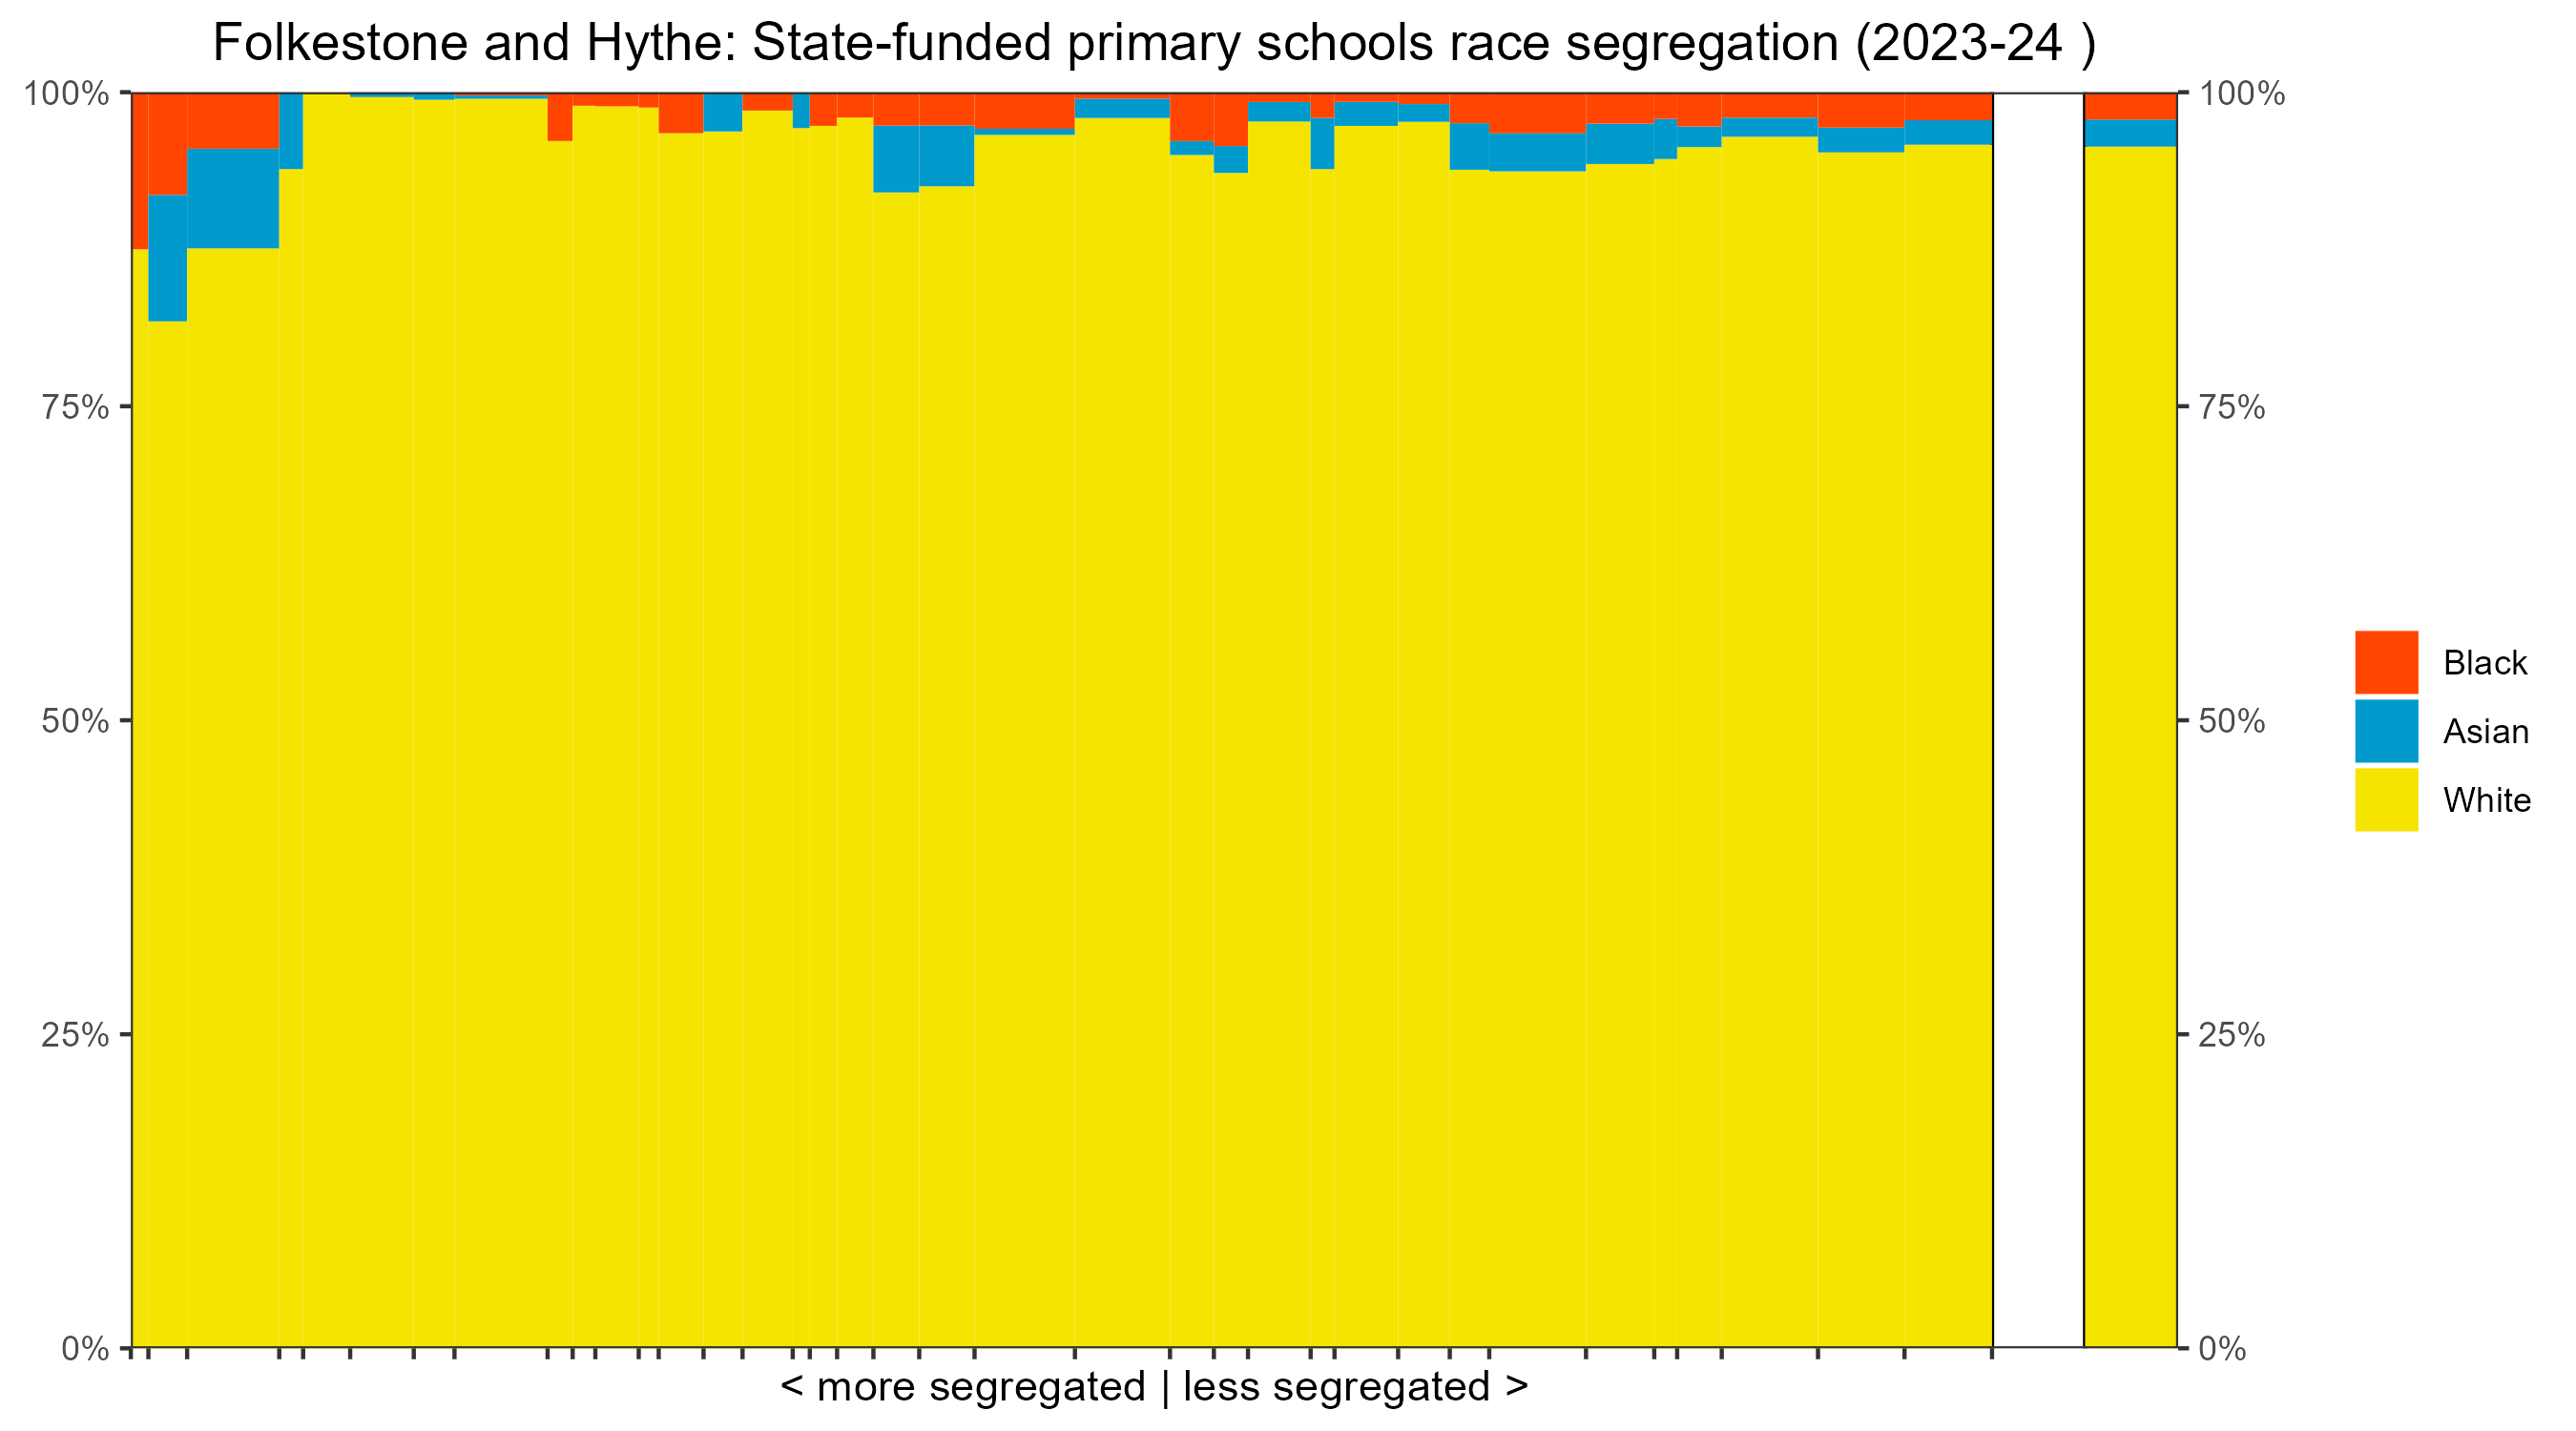 Folkestone and Hythe: State-funded primary schools race segregation (2023-24 )
100%
75%
50%
25%
0%
100%
75%
50%
25%
0%
Black
Asian
White
< more segregated | less segregated >